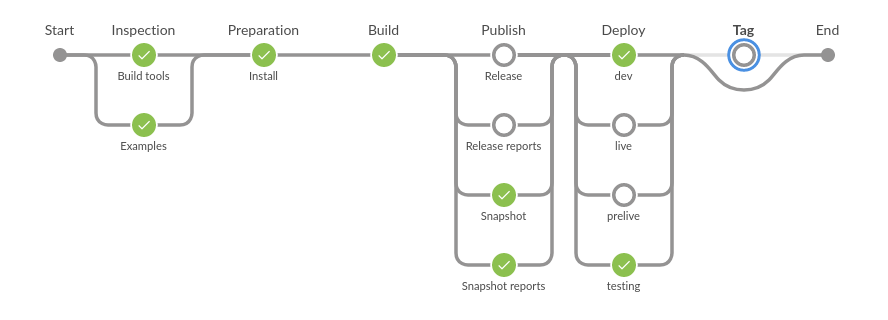 Start
Inspection
Preparation
Build
Publish
Deploy
Tag
End
Build tools
Install
Release
dev
Examples
Release reports
live
Snapshot
prelive
Snapshot reports
testing